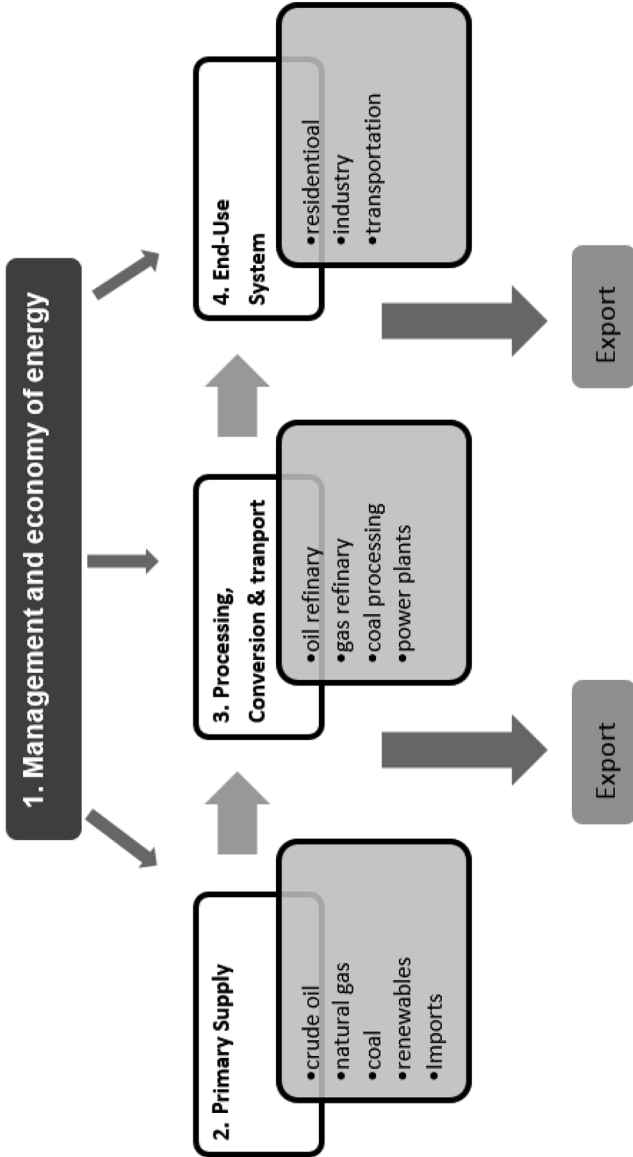 1. Management and economy of energy
2. Primary Supply
•crude oil
•natural gas
•coal
•renewables
•Imports
3. Processing,
Conversion & tranport
•oil refinary
•gas refinary
•coal processing
•power plants
4. End-Use
System
•residentioal
•industry
•transportation
Export
Export